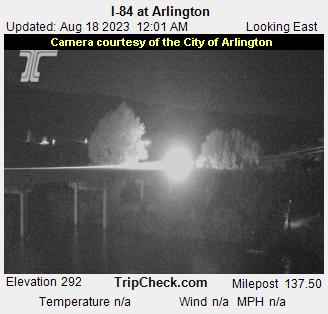 I-84 at Arlington
Updated: Aug 18 2023 12:01 AM Looking East
Camera courtesy of the City of Arlington
Elevation 292 TripCheck.com Milepost 137.50
Temperature n/a Wind n/a MPH n/a